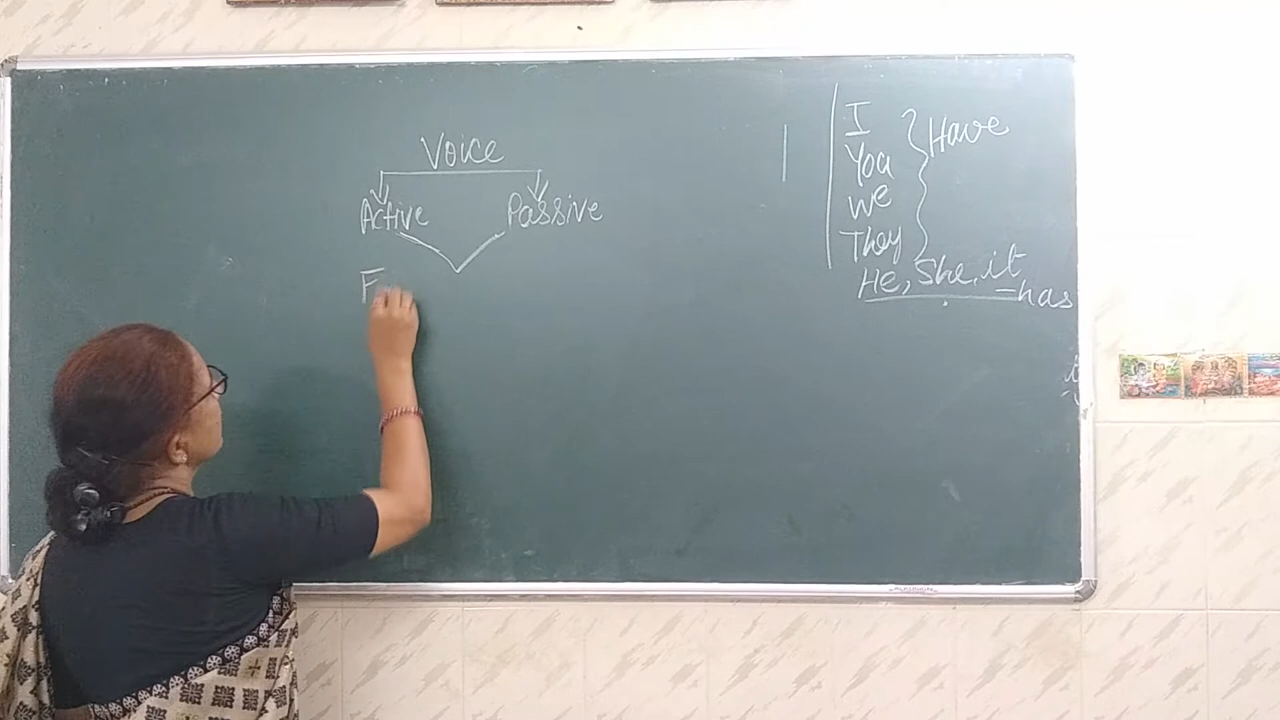 Voice
Active Passive
F
I
You
We
They
Have
He, She, it
- has